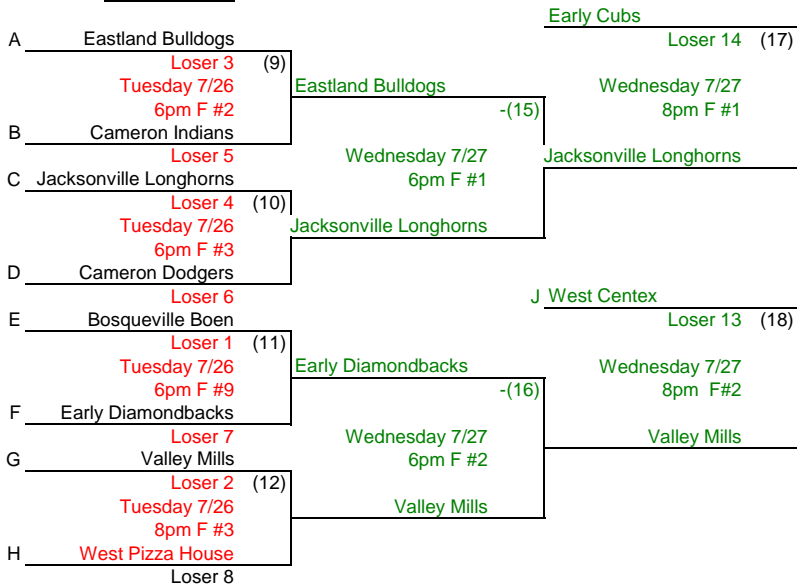 Early Cubs
A Eastland Bulldogs
Loser 14 (17)
Loser 3 (9)
Tuesday 7/26
Eastland Bulldogs
Wednesday 7/27
6pm F #2
-(15)
8pm F #1
B Cameron Indians
Loser 5
Wednesday 7/27
Jacksonville Longhorns
C Jacksonville Longhorns
6pm F #1
Loser 4 (10)
Tuesday 7/26
Jacksonville Longhorns
6pm F #3
D Cameron Dodgers
Loser 6
J West Centex
E Bosqueville Boen
Loser 13 (18)
Loser 1 (11)
Tuesday 7/26
Early Diamondbacks
Wednesday 7/27
6pm F #9
-(16)
8pm F#2
F Early Diamondbacks
Loser 7
Wednesday 7/27
Valley Mills
G Valley Mills
6pm F #2
Loser 2 (12)
Tuesday 7/26
Valley Mills
8pm F #3
H West Pizza House
Loser 8